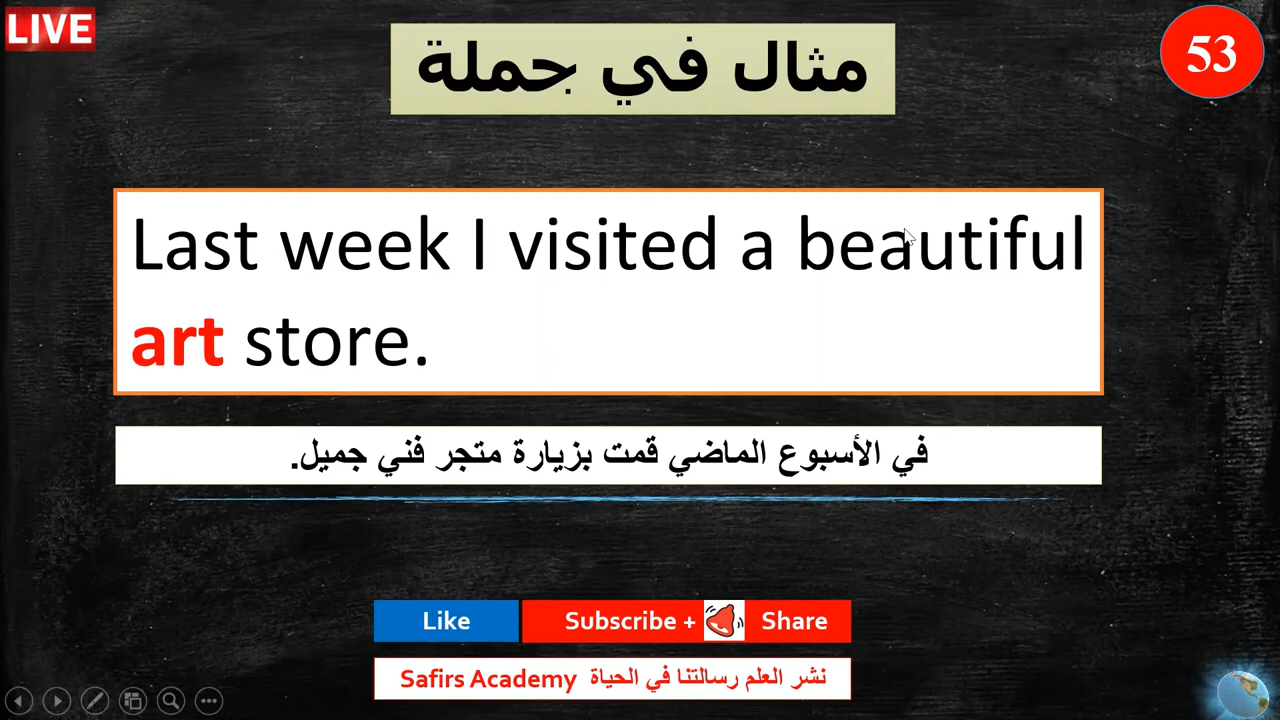 LIVE
53
مثال في جملة
Last week I visited a beautiful
art store.
في الأسبوع الماضي قمت بزيارة متجر فني جميل.
Like
Subscribe +
Share
Safirs Academy نشر العلم رسالتنا في الحياة